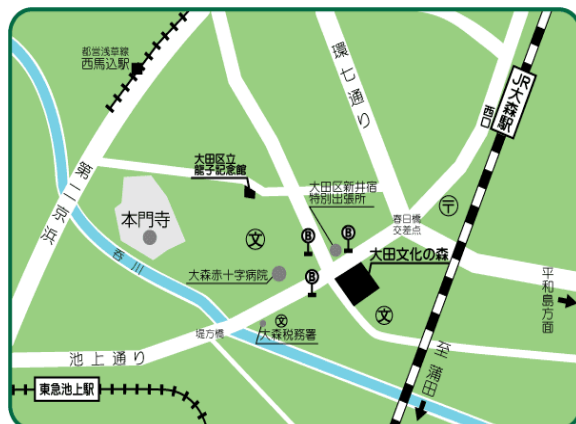 都営浅草線
西馬込駅
環七通り
JR大森駅
西口
第二京浜
大田区立
龍子記念館
大田区新井宿
特別出張所
本門寺
文
〒
春日橋
交差点
B
B
大田文化の森
呑川
大森赤十字病院
B
平和島方面
文
文
大森税務署
堤方橋
至蒲田
池上通り
東急池上駅